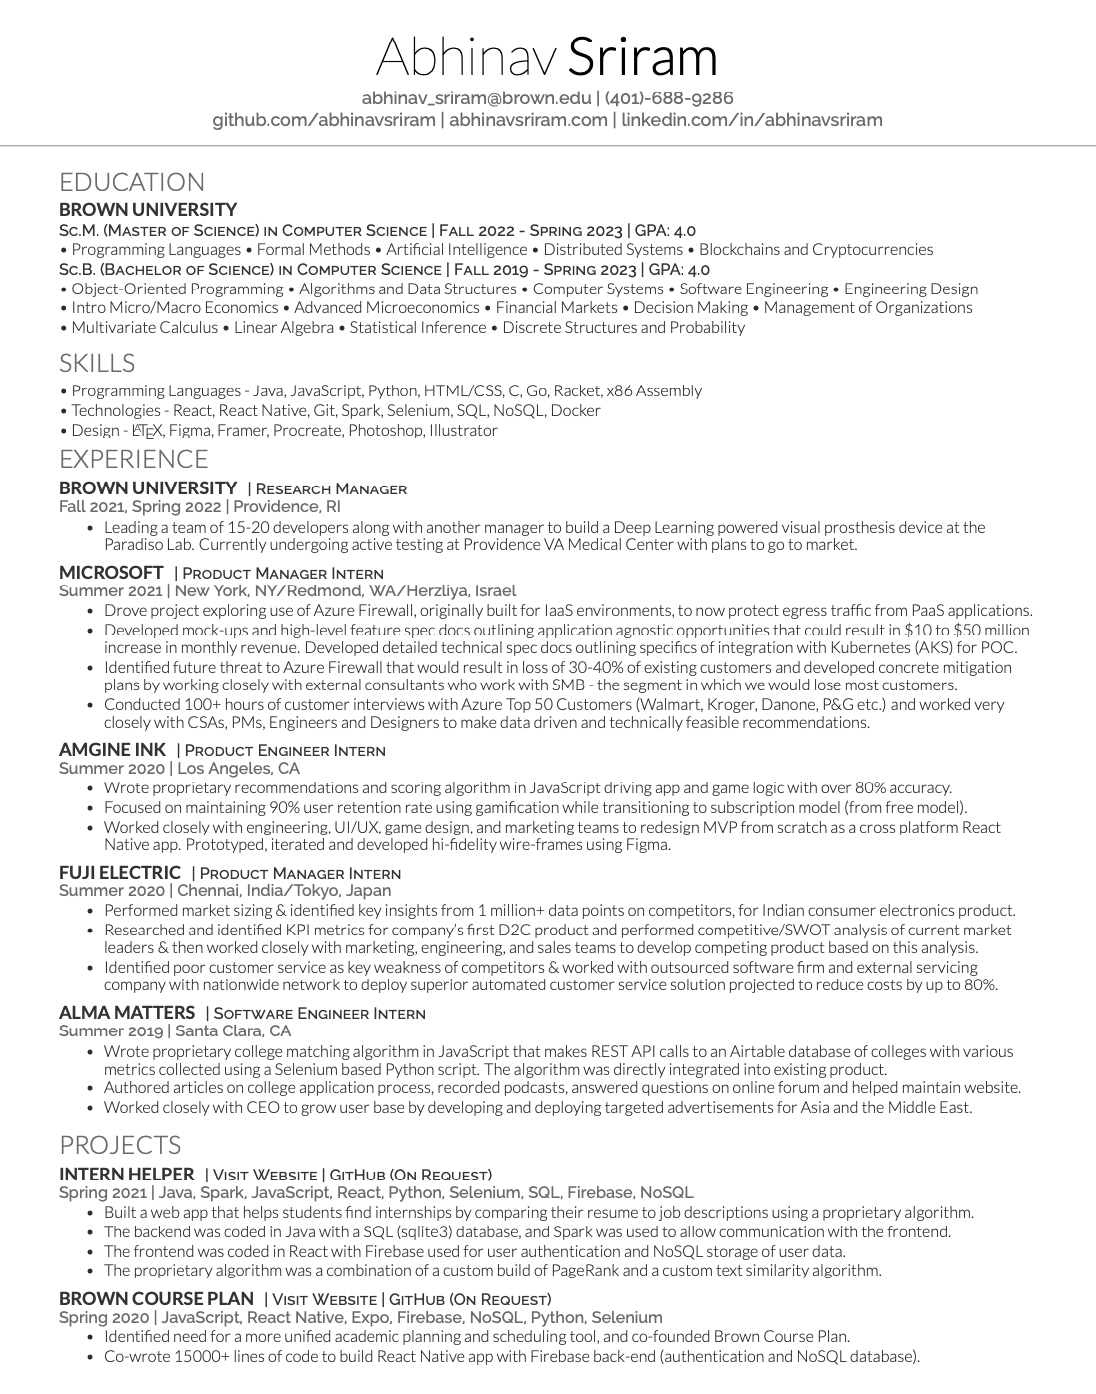 Abhinav Sriram
abhinav_sriram@brown.edu | (401)-688-9286
github.com/abhinavsriram | abhinavsriram.com | linkedin.com/in/abhinavsriram
EDUCATION
BROWN UNIVERSITY
Sc.M. (Master of Science) in Computer Science | Fall 2022 - Spring 2023 | GPA: 4.0
• Programming Languages • Formal Methods • Artificial Intelligence • Distributed Systems • Blockchains and Cryptocurrencies
Sc.B. (Bachelor of Science) in Computer Science | Fall 2019 - Spring 2023 | GPA: 4.0
• Object-Oriented Programming • Algorithms and Data Structures • Computer Systems • Software Engineering • Engineering Design
• Intro Micro/Macro Economics • Advanced Microeconomics • Financial Markets • Decision Making • Management of Organizations
• Multivariate Calculus • Linear Algebra • Statistical Inference • Discrete Structures and Probability
SKILLS
• Programming Languages - Java, JavaScript, Python, HTML/CSS, C, Go, Racket, x86 Assembly
• Technologies - React, React Native, Git, Spark, Selenium, SQL, NoSQL, Docker
• Design - LATEX, Figma, Framer, Procreate, Photoshop, Illustrator
EXPERIENCE
BROWN UNIVERSITY | Research Manager
Fall 2021, Spring 2022 | Providence, RI
• Leading a team of 15-20 developers along with another manager to build a Deep Learning powered visual prosthesis device at the
Paradiso Lab. Currently undergoing active testing at Providence VA Medical Center with plans to go to market.
MICROSOFT | Product Manager Intern
Summer 2021 | New York, NY/Redmond, WA/Herzliya, Israel
• Drove project exploring use of Azure Firewall, originally built for IaaS environments, to now protect egress traffic from PaaS applications.
• Developed mock-ups and high-level feature spec docs outlining application agnostic opportunities that could result in $10 to $50 million
increase in monthly revenue. Developed detailed technical spec docs outlining specifics of integration with Kubernetes (AKS) for POC.
• Identified future threat to Azure Firewall that would result in loss of 30-40% of existing customers and developed concrete mitigation
plans by working closely with external consultants who work with SMB - the segment in which we would lose most customers.
• Conducted 100+ hours of customer interviews with Azure Top 50 Customers (Walmart, Kroger, Danone, P&G etc.) and worked very
closely with CSAs, PMs, Engineers and Designers to make data driven and technically feasible recommendations.
AMGINE INK | Product Engineer Intern
Summer 2020 | Los Angeles, CA
• Wrote proprietary recommendations and scoring algorithm in JavaScript driving app and game logic with over 80% accuracy.
• Focused on maintaining 90% user retention rate using gamification while transitioning to subscription model (from free model).
• Worked closely with engineering, UI/UX, game design, and marketing teams to redesign MVP from scratch as a cross platform React
Native app. Prototyped, iterated and developed hi-fidelity wire-frames using Figma.
FUJI ELECTRIC | Product Manager Intern
Summer 2020 | Chennai, India/Tokyo, Japan
• Performed market sizing & identified key insights from 1 million+ data points on competitors, for Indian consumer electronics product.
• Researched and identified KPI metrics for company's first D2C product and performed competitive/SWOT analysis of current market
leaders & then worked closely with marketing, engineering, and sales teams to develop competing product based on this analysis.
• Identified poor customer service as key weakness of competitors & worked with outsourced software firm and external servicing
company with nationwide network to deploy superior automated customer service solution projected to reduce costs by up to 80%.
ALMA MATTERS | Software Engineer Intern
Summer 2019 | Santa Clara, CA
• Wrote proprietary college matching algorithm in JavaScript that makes REST API calls to an Airtable database of colleges with various
metrics collected using a Selenium based Python script. The algorithm was directly integrated into existing product.
• Authored articles on college application process, recorded podcasts, answered questions on online forum and helped maintain website.
• Worked closely with CEO to grow user base by developing and deploying targeted advertisements for Asia and the Middle East.
PROJECTS
INTERN HELPER | Visit Website | GitHub (On Request)
Spring 2021 | Java, Spark, JavaScript, React, Python, Selenium, SQL, Firebase, NoSQL
• Built a web app that helps students find internships by comparing their resume to job descriptions using a proprietary algorithm.
• The backend was coded in Java with a SQL (sqlite3) database, and Spark was used to allow communication with the frontend.
• The frontend was coded in React with Firebase used for user authentication and NoSQL storage of user data.
• The proprietary algorithm was a combination of a custom build of PageRank and a custom text similarity algorithm.
BROWN COURSE PLAN | Visit Website | GitHub (On Request)
Spring 2020 | JavaScript, React Native, Expo, Firebase, NoSQL, Python, Selenium
• Identified need for a more unified academic planning and scheduling tool, and co-founded Brown Course Plan.
• Co-wrote 15000+ lines of code to build React Native app with Firebase back-end (authentication and NoSQL database).